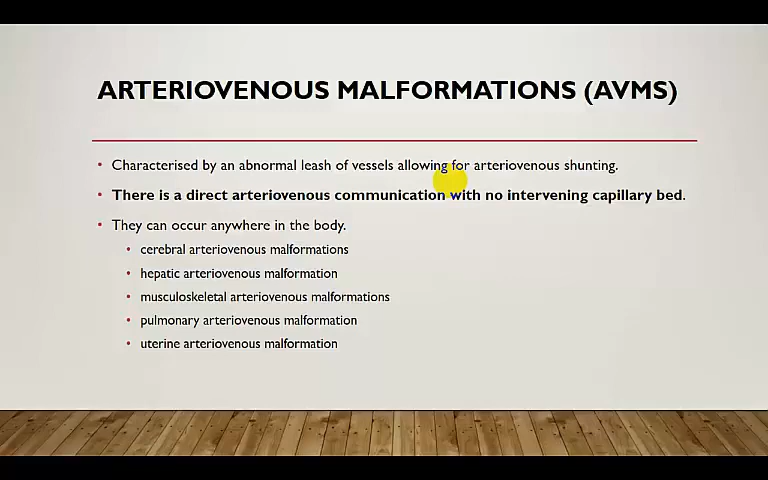 ARTERIOVENOUS MALFORMATIONS (AVMS)
• Characterised by an abnormal leash of vessels allowing for arteriovenous shunting.
• There is a direct arteriovenous communication with no intervening capillary bed.
• They can occur anywhere in the body.
• cerebral arteriovenous malformations
• hepatic arteriovenous malformation
• musculoskeletal arteriovenous malformations
• pulmonary arteriovenous malformation
• uterine arteriovenous malformation